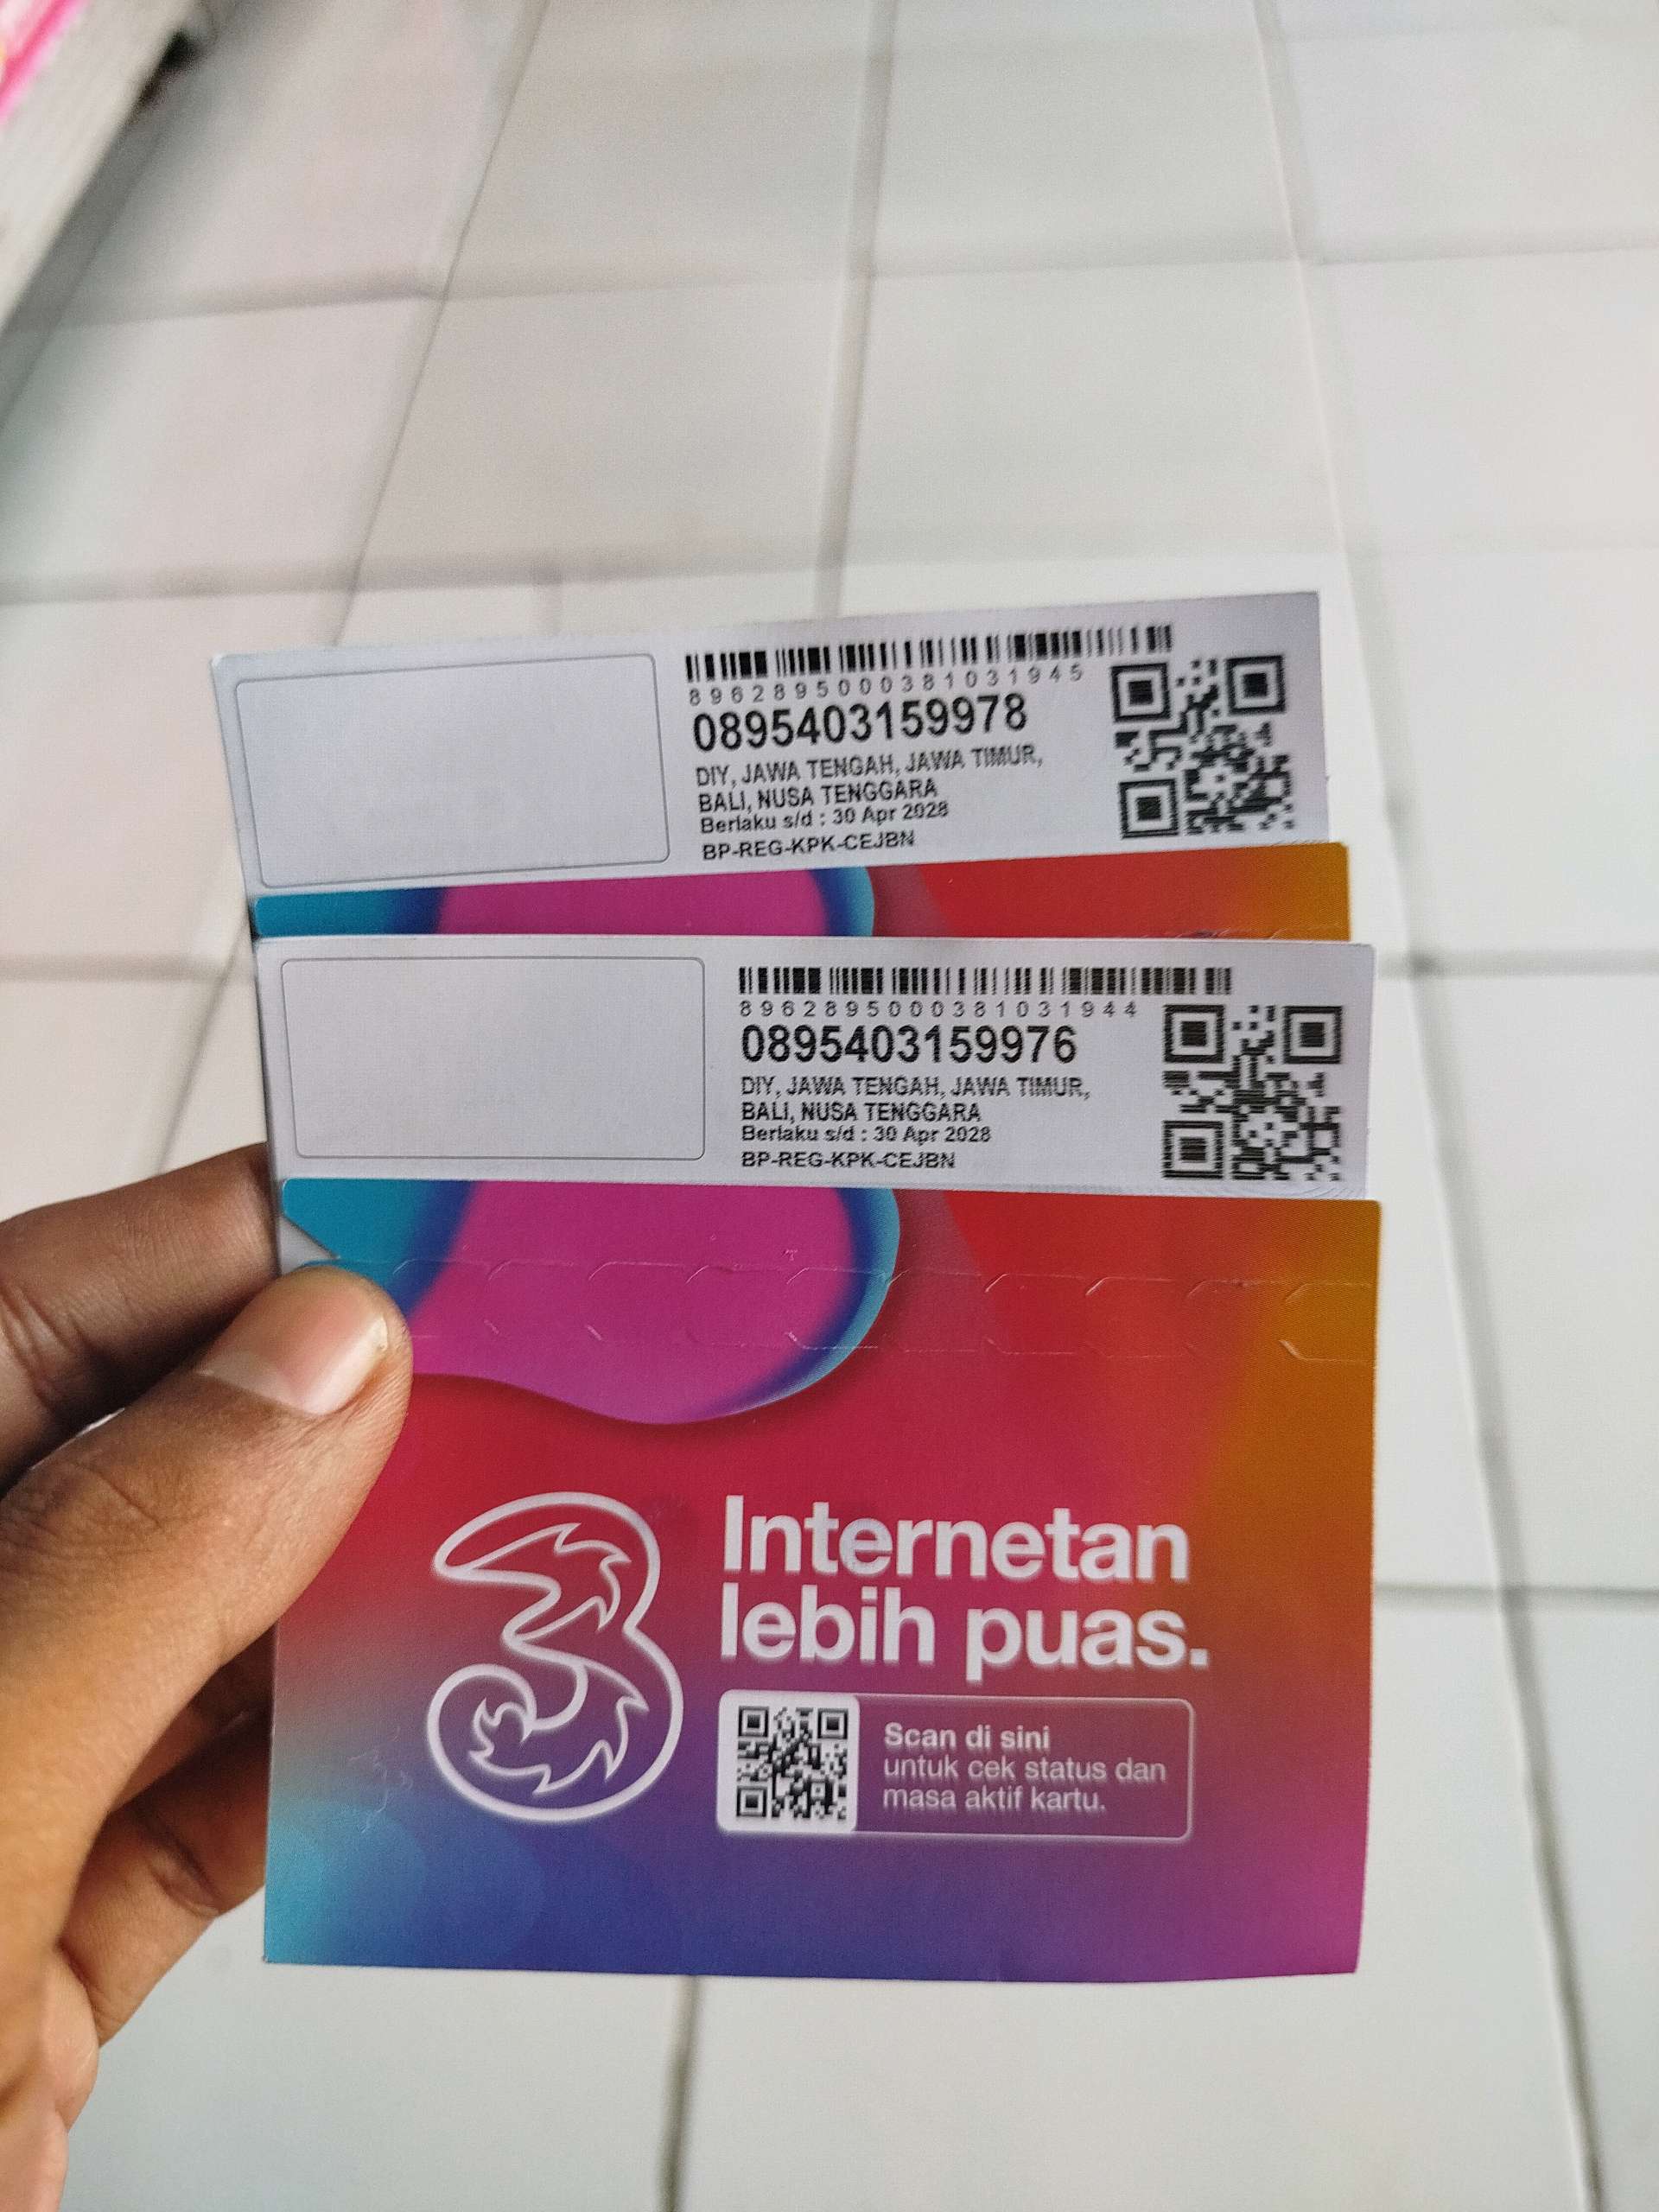 8962895000381031945
0895403159978
DIY, JAWA TENGAH, JAWA TIMUR,
BALI, NUSA TENGGARA
Berlaku s/d : 30 Apr 2028
BP-REG-KPK-CEJBN
8962895000381031944
0895403159976
DIY, JAWA TENGAH, JAWA TIMUR,
BALI, NUSA TENGGARA
Berlaku s/d : 30 Apr 2028
BP-REG-KPK-CEJBN
3
Internetan
lebih puas.
Scan di sini
untuk cek status dan
masa aktif kartu.